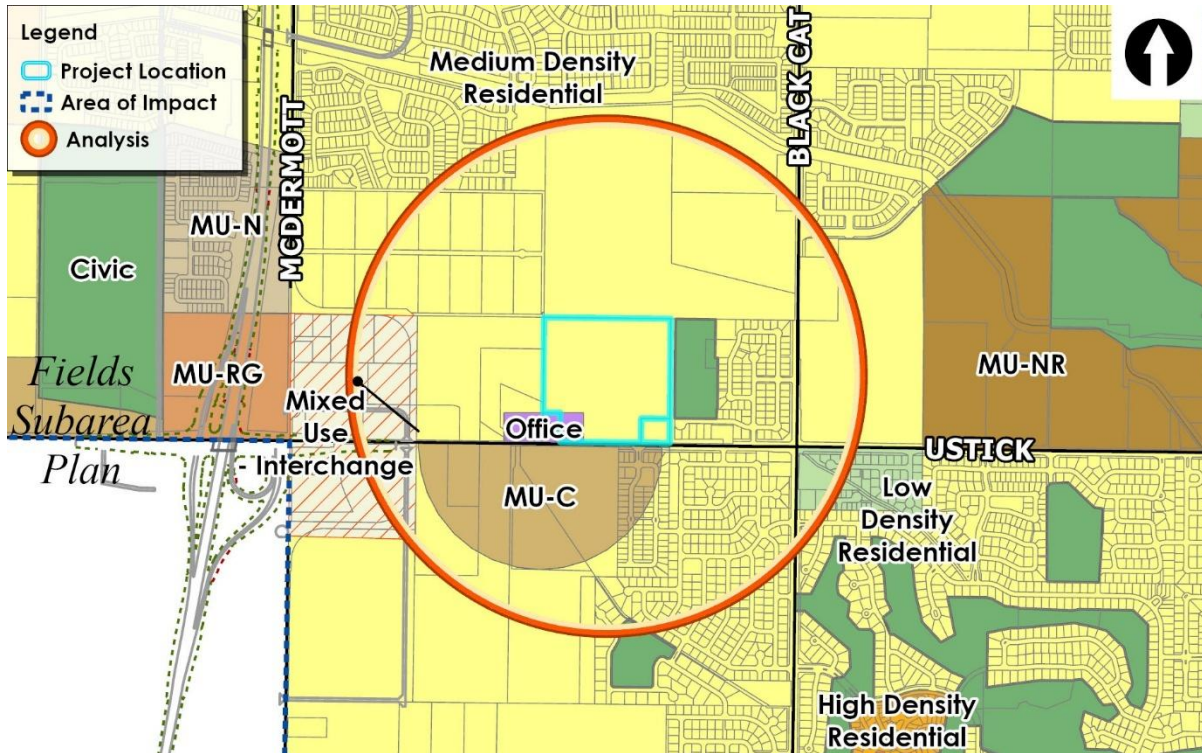 Legend
Project Location
Area of Impact
Analysis
Medium Density
Residential
MCDERMOTT
BLACK CAT
MU-N
Civic
MU-RG
Fields
Subarea
Plan
Mixed
Use
- Interchange
Office
MU-C
MU-NR
USTICK
Low
Density
Residential
High Density
Residential